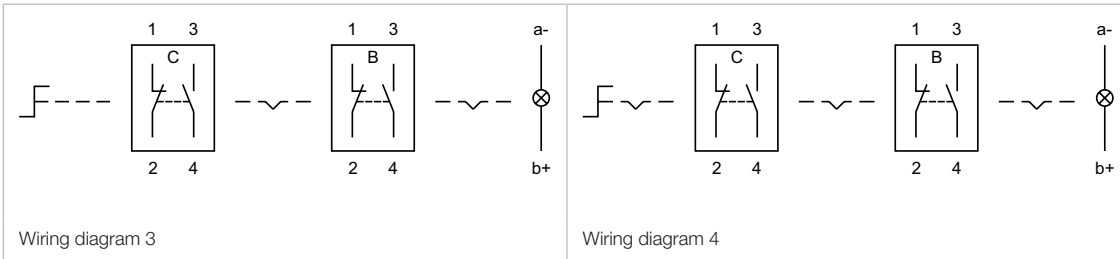 1 3 1 3 a- 1 3 1 3 a-
C B C B
2 4 2 4 b+ 2 4 2 4 b+
Wiring diagram 3 Wiring diagram 4